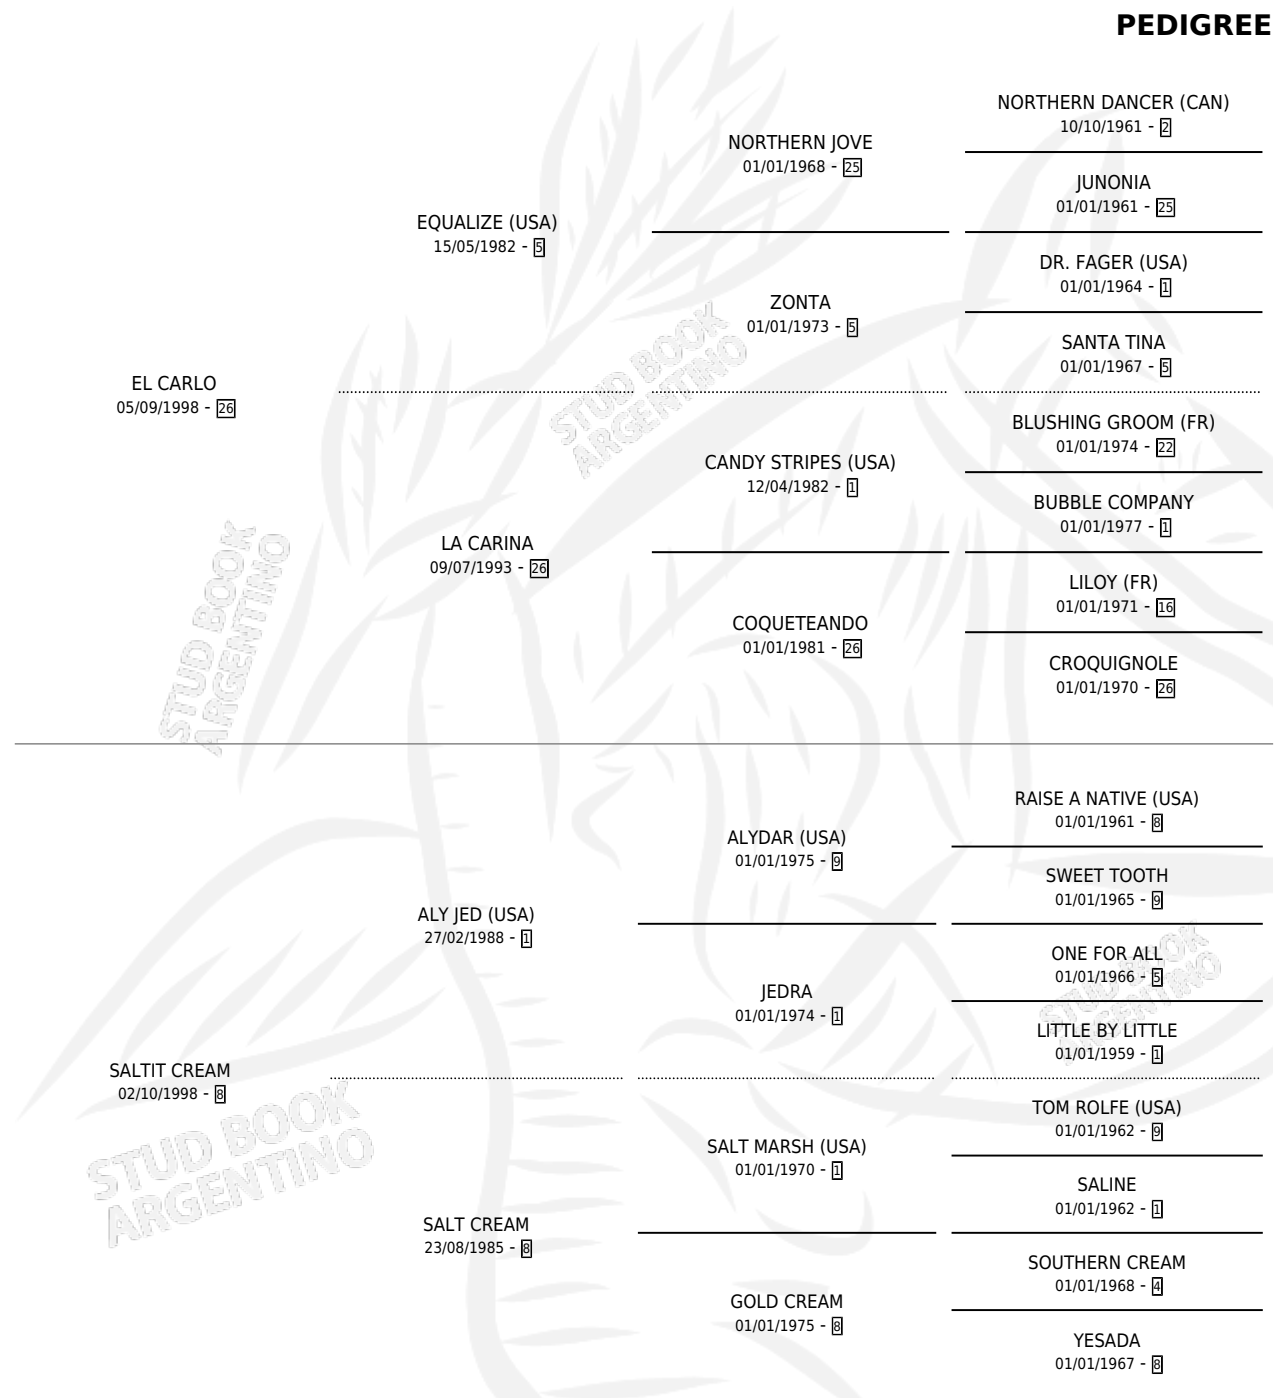 PEDIGREE
NORTHERN DANCER (CAN)
10/10/1961 - 2
NORTHERN JOVE
01/01/1968 - 25
JUNONIA
01/01/1961 - 25
EQUALIZE (USA)
15/05/1982 - 5
DR. FAGER (USA)
01/01/1964 - 1
ZONTA
01/01/1973 - 5
SANTA TINA
01/01/1967 - 5
EL CARLO
05/09/1998 - 26
BLUSHING GROOM (FR)
01/01/1974 - 22
CANDY STRIPES (USA)
12/04/1982 - 1
BUBBLE COMPANY
01/01/1977 - 1
LA CARINA
09/07/1993 - 26
LILOY (FR)
01/01/1971 - 16
COQUETEANDO
01/01/1981 - 26
CROQUIGNOLE
01/01/1970 - 26
RAISE A NATIVE (USA)
01/01/1961 - 8
ALYDAR (USA)
01/01/1975 - 9
SWEET TOOTH
01/01/1965 - 9
ALY JED (USA)
27/02/1988 - 1
ONE FOR ALL
01/01/1966 - 5
JEDRA
01/01/1974 - 1
LITTLE BY LITTLE
01/01/1959 - 1
SALTIT CREAM
02/10/1998 - 8
TOM ROLFE (USA)
01/01/1962 - 9
SALT MARSH (USA)
01/01/1970 - 1
SALINE
01/01/1962 - 1
SALT CREAM
23/08/1985 - 8
SOUTHERN CREAM
01/01/1968 - 4
GOLD CREAM
01/01/1975 - 8
YESADA
01/01/1967 - 8
STUD BOOK
ARGENTINO
STUD BOOK
ARGENTINO
STUD BOOK
ARGENTINO
STUD BOOK
ARGENTINO